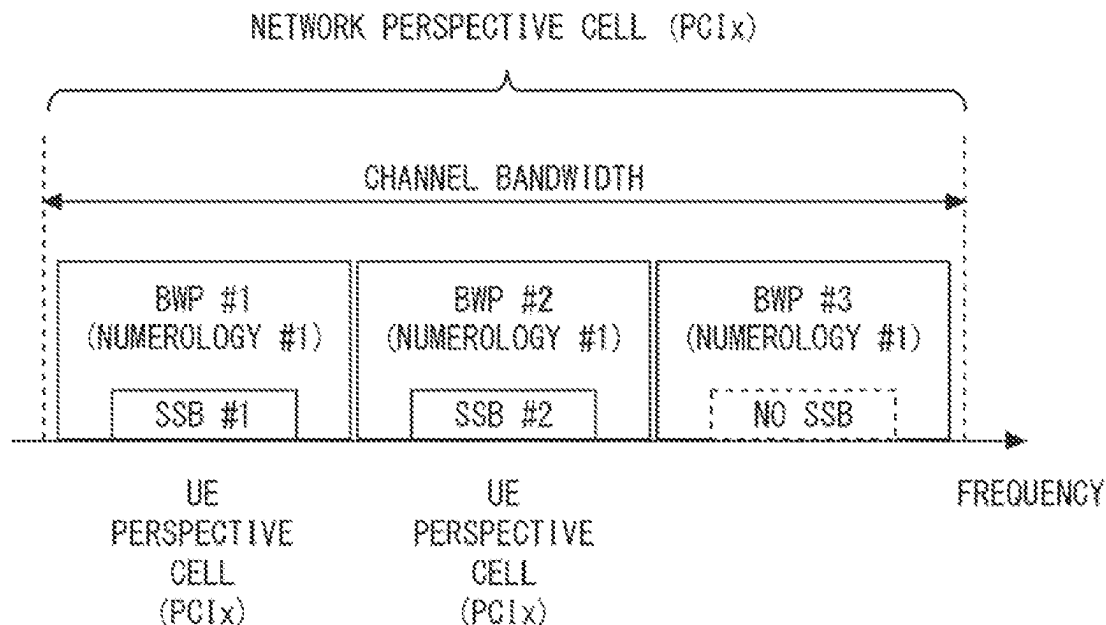 NETWORK PERSPECTIVE CELL (PCIx)
CHANNEL BANDWIDTH
BWP #1
(NUMEROLOGY #1)
SSB #1
BWP #2
(NUMEROLOGY #1)
SSB #2
BWP #3
(NUMEROLOGY #1)
NO SSB
UE
PERSPECTIVE
CELL
(PCIx)
UE
PERSPECTIVE
CELL
(PCIx)
FREQUENCY